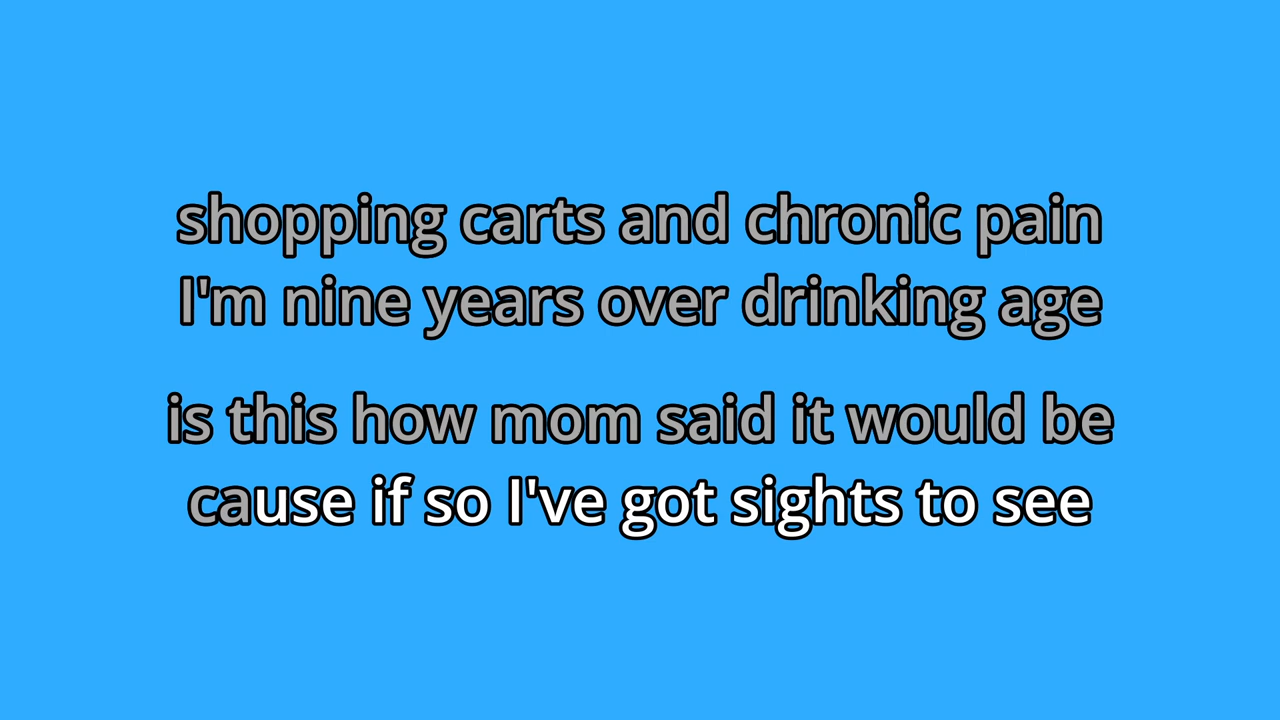 shopping carts and chronic pain
I'm nine years over drinking age
is this how mom said it would be
cause if so I've got sights to see